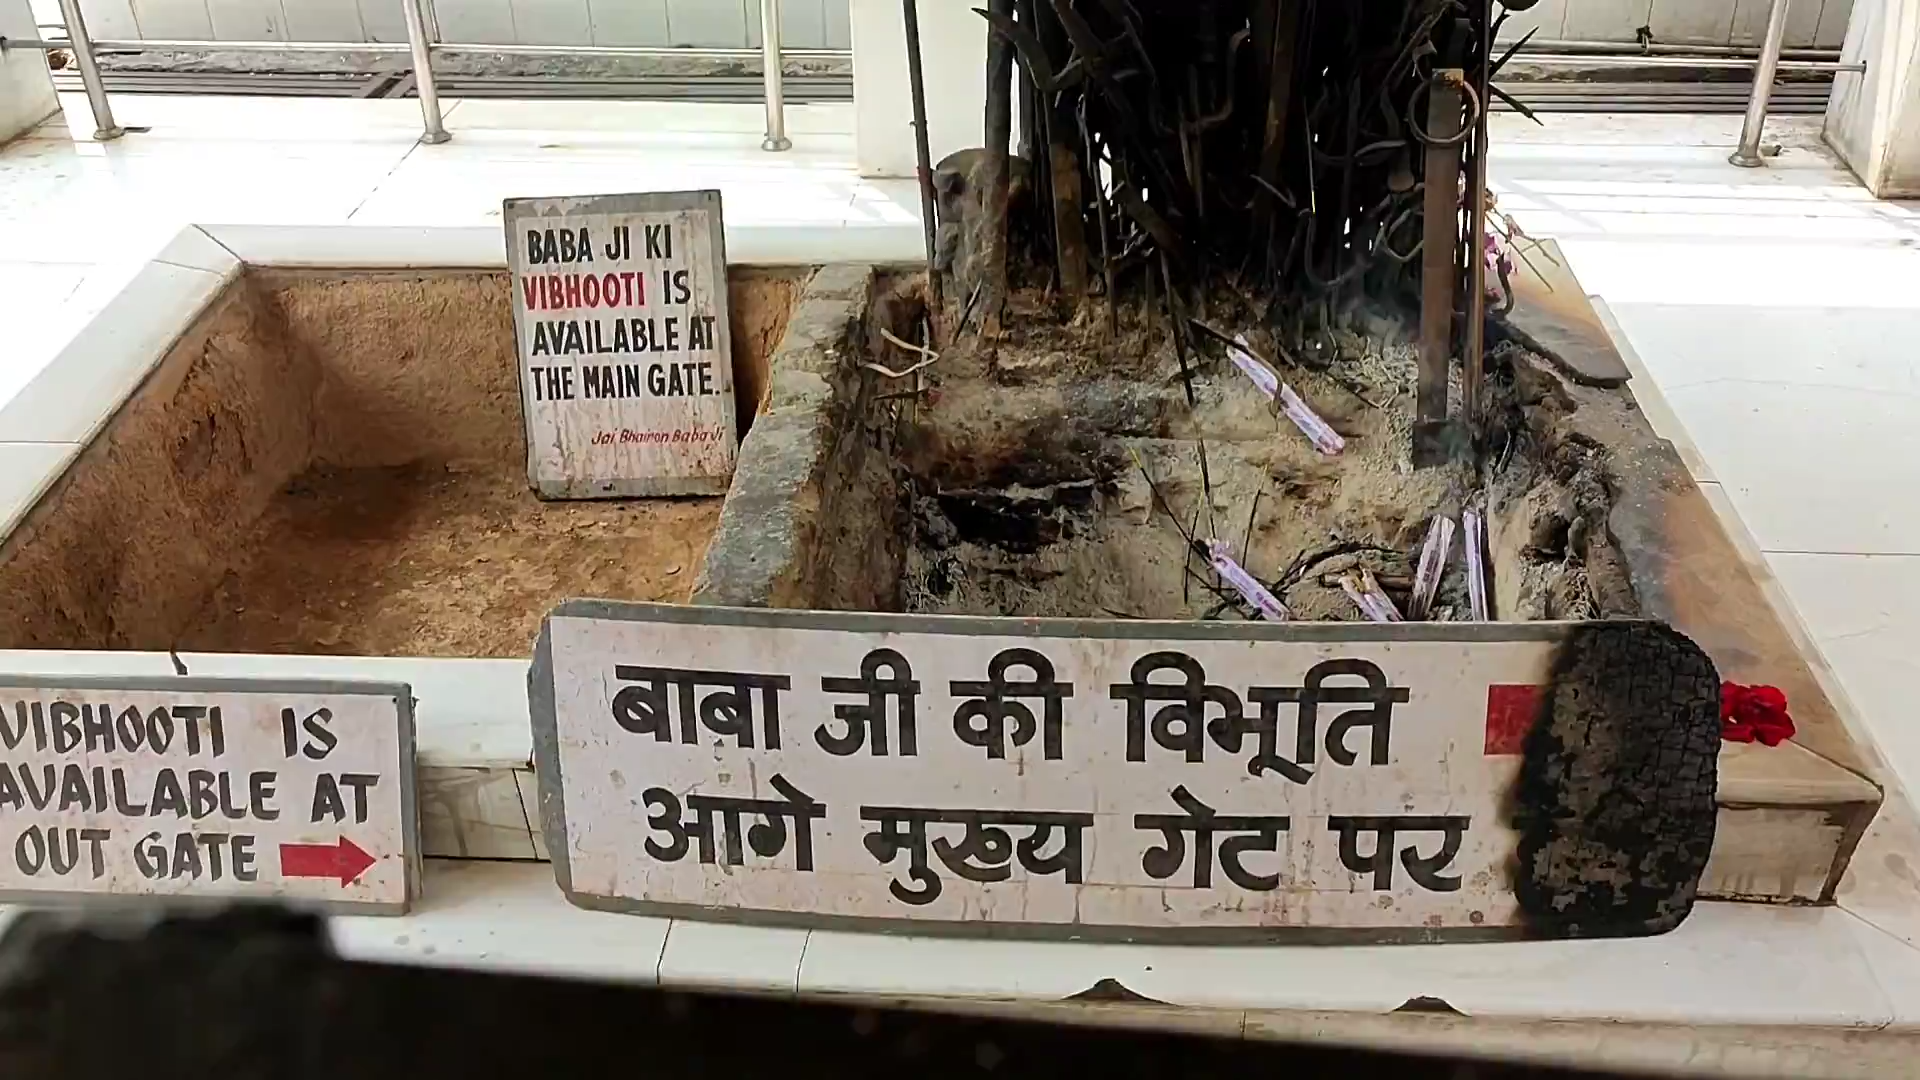 BABA JI KI
VIBHOOTI IS
AVAILABLE AT
THE MAIN GATE.
Jai Bhairon Baba Ji
VIBHOOTI IS
AVAILABLE AT
OUT GATE
बाबा जी की विभूति
आगे मुख्य गेट पर